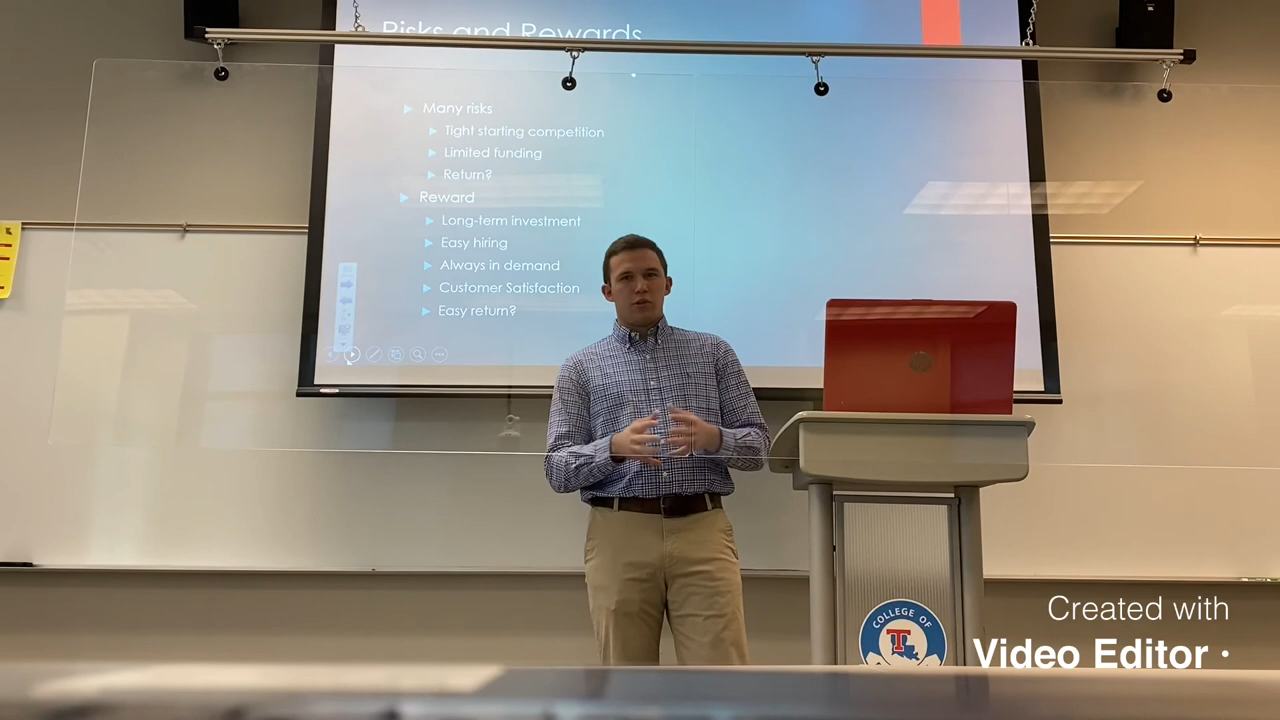 Risks and Rewards
Many risks
Tight starting competition
Limited funding
Return?
Reward
Long-term investment
Easy hiring
Always in demand
Customer Satisfaction
Easy return?
hp
COLLEGE OF
T
Created with
Video Editor ·